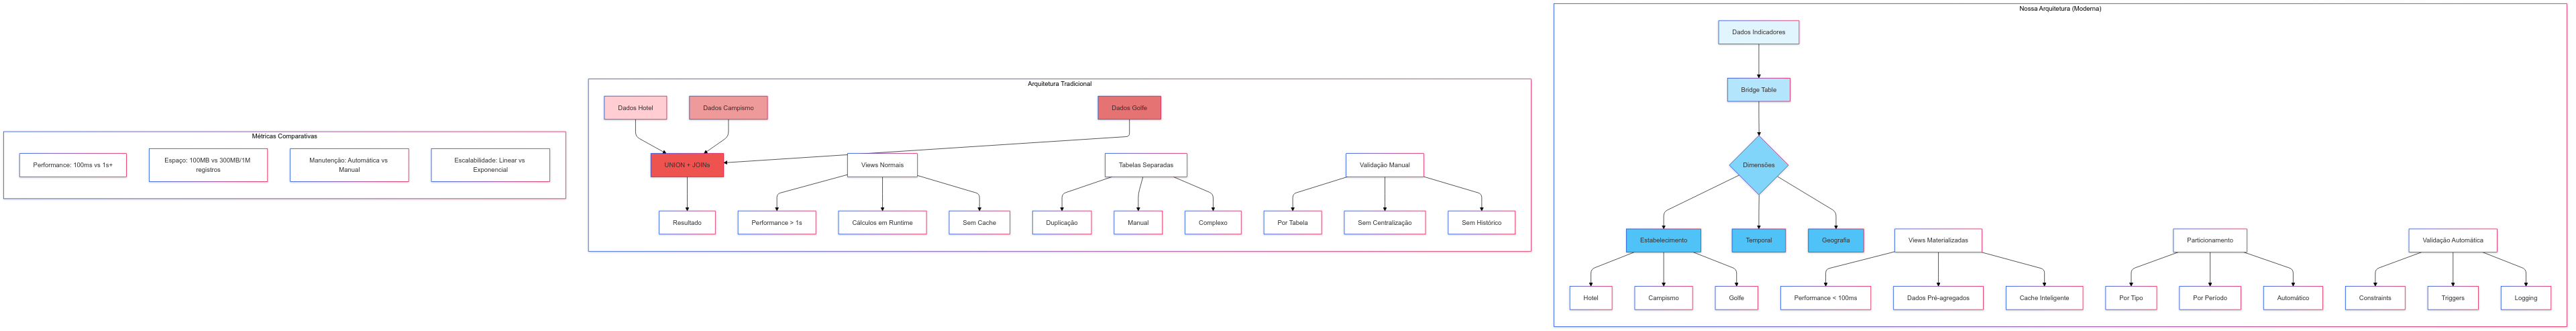 Métricas Comparativas
Performance: 100ms vs 1s+
Espaço: 100MB vs 300MB/1M
registros
Manutenção: Automática vs
Manual
Escalabilidade: Linear vs
Exponencial
Arquitetura Tradicional
Dados Hotel
Dados Campismo
Dados Golfe
UNION + JOINs
Views Normais
Tabelas Separadas
Validação Manual
Resultado
Performance > 1s
Cálculos em Runtime
Sem Cache
Duplicação
Manual
Complexo
Por Tabela
Sem Centralização
Sem Histórico
Nossa Arquitetura (Moderna)
Dados Indicadores
Bridge Table
Dimensões
Estabelecimento
Temporal
Geografia
Views Materializadas
Particionamento
Validação Automática
Hotel
Campismo
Golfe
Performance < 100ms
Dados Pré-agregados
Cache Inteligente
Por Tipo
Por Período
Automático
Constraints
Triggers
Logging